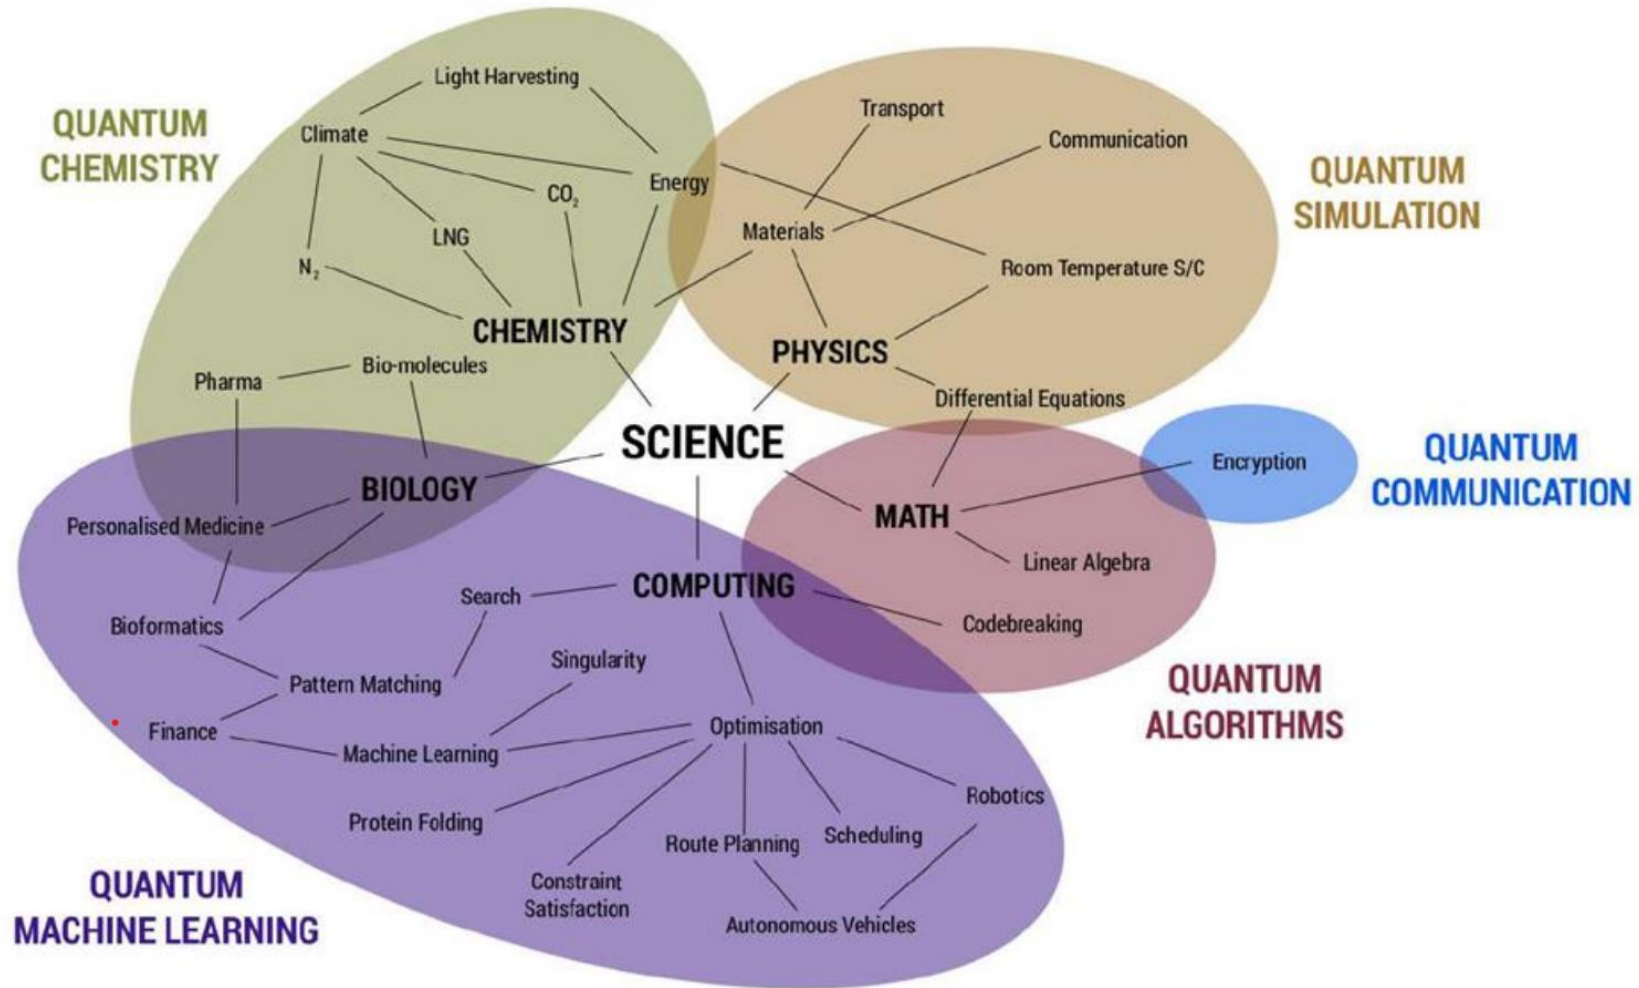 Light Harvesting
QUANTUM
CHEMISTRY
Climate
CO₂
Energy
LNG
N₂
CHEMISTRY
Bio-molecules
Pharma
Transport
Communication
QUANTUM
SIMULATION
Materials
Room Temperature S/C
PHYSICS
Differential Equations
SCIENCE
Encryption
QUANTUM
COMMUNICATION
BIOLOGY
MATH
Personalised Medicine
Linear Algebra
COMPUTING
Search
Codebreaking
Bioformatics
Singularity
Pattern Matching
QUANTUM
ALGORITHMS
Finance
Optimisation
Machine Learning
Robotics
Protein Folding
Route Planning
Scheduling
Constraint
Satisfaction
Autonomous Vehicles
QUANTUM
MACHINE LEARNING